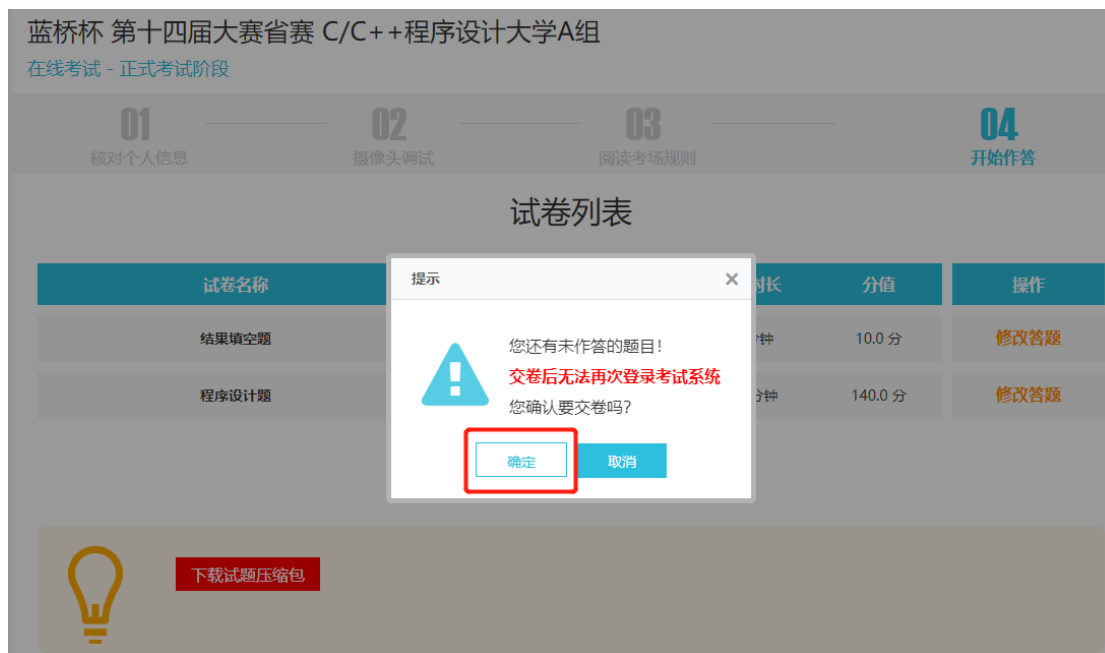 蓝桥杯 第十四届大赛省赛 C/C++程序设计大学A组
在线考试 - 正式考试阶段
01 02 03 04
核对个人信息 摄像头调试 阅读考场规则 开始作答
试卷列表
试卷名称 时长 分值 操作
结果填空题 分钟 10.0 分 修改答题
程序设计题 分钟 140.0 分 修改答题
提示 ×
您还有未作答的题目!
交卷后无法再次登录考试系统
您确认要交卷吗?
确定 取消
下载试题压缩包